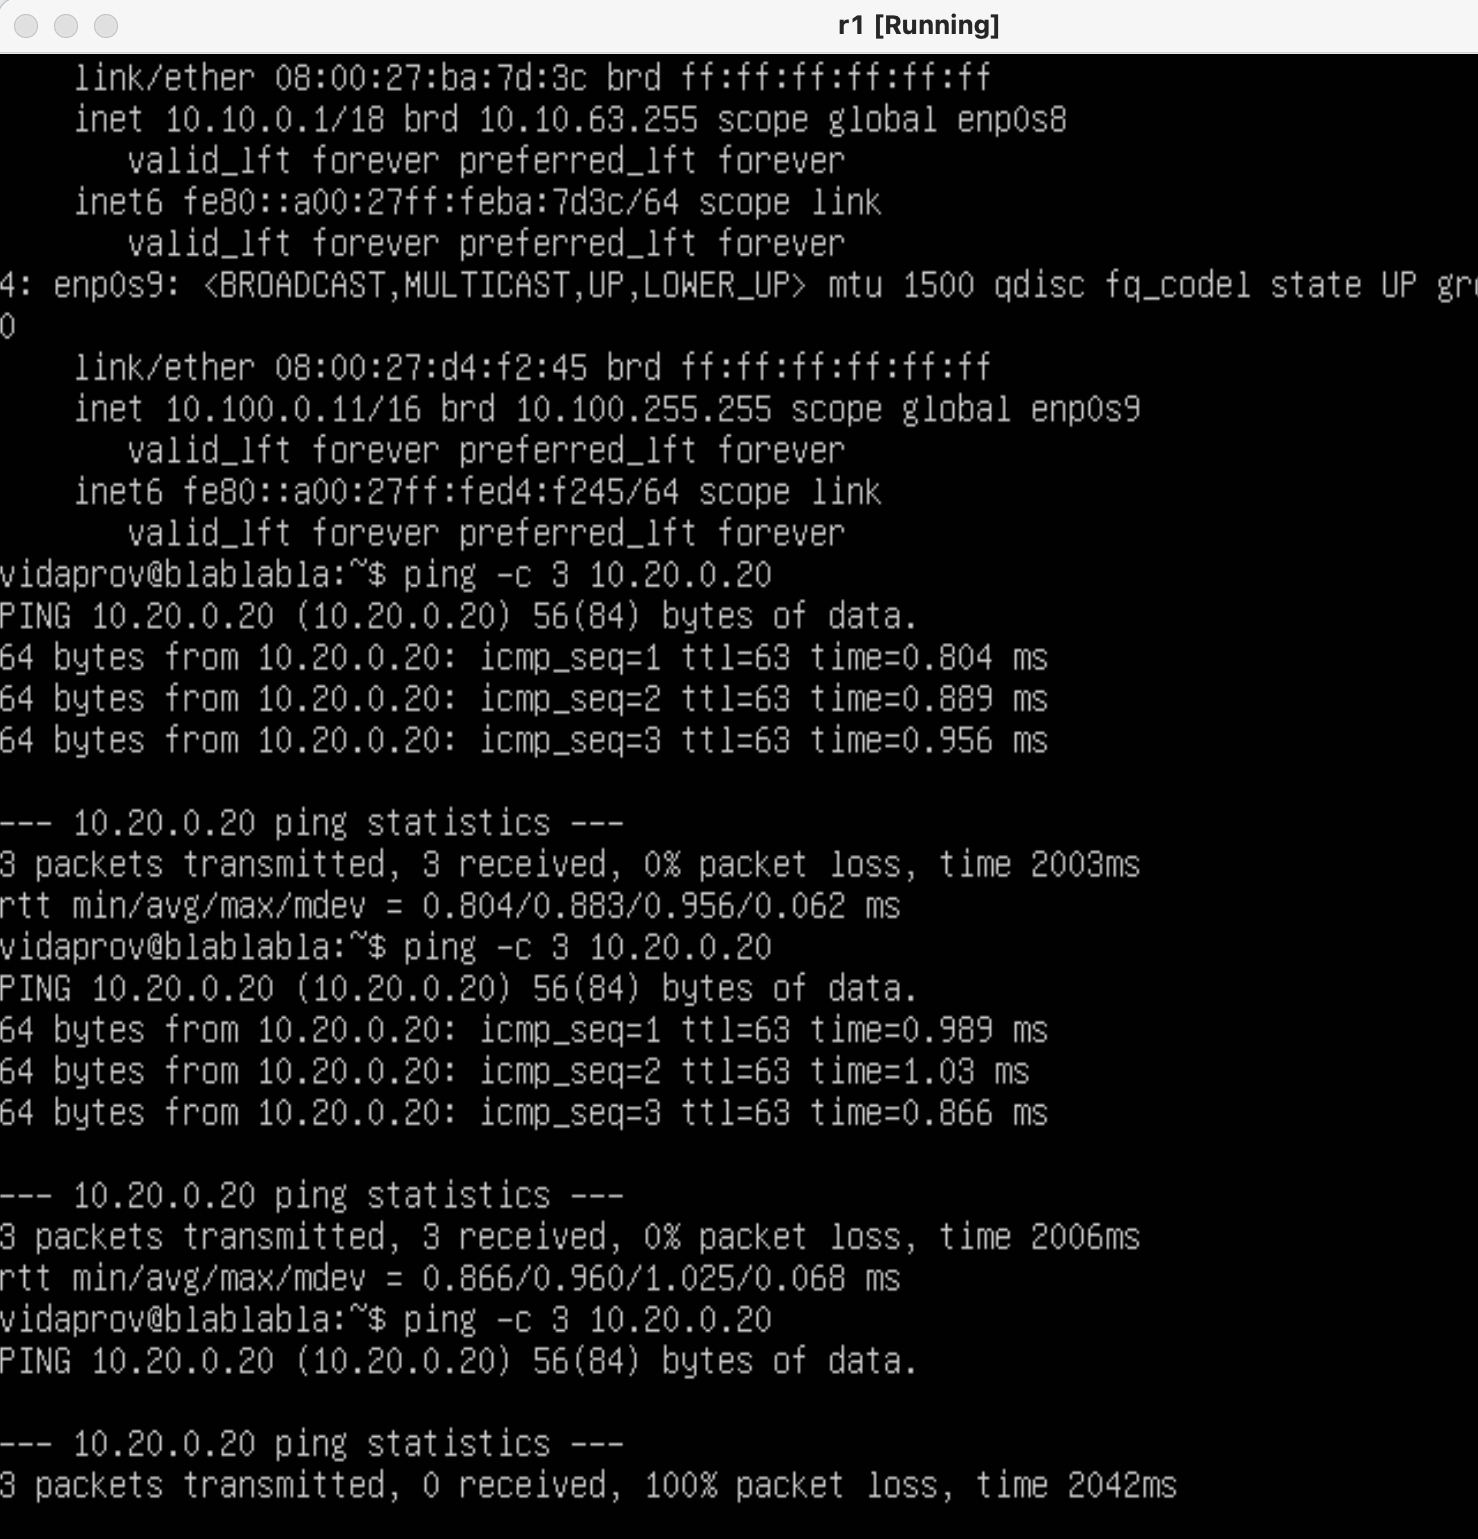 r1 [Running]
link/ether 08:00:27:ba:7d:3c brd ff:ff:ff:ff:ff:ff
inet 10.10.0.1/18 brd 10.10.63.255 scope global enp0s8
valid_lft forever preferred_lft forever
inet6 fe80::a00:27ff:feba:7d3c/64 scope link
valid_lft forever preferred_lft forever
4: enp0s9: <BROADCAST,MULTICAST,UP,LOWER_UP> mtu 1500 qdisc fq_codel state UP gr
0
link/ether 08:00:27:d4:f2:45 brd ff:ff:ff:ff:ff:ff
inet 10.100.0.11/16 brd 10.100.255.255 scope global enp0s9
valid_lft forever preferred_lft forever
inet6 fe80::a00:27ff:fed4:f245/64 scope link
valid_lft forever preferred_lft forever
vidaprov@blablabla:~$ ping -c 3 10.20.0.20
PING 10.20.0.20 (10.20.0.20) 56(84) bytes of data.
64 bytes from 10.20.0.20: icmp_seq=1 ttl=63 time=0.804 ms
64 bytes from 10.20.0.20: icmp_seq=2 ttl=63 time=0.889 ms
64 bytes from 10.20.0.20: icmp_seq=3 ttl=63 time=0.956 ms
--- 10.20.0.20 ping statistics ---
3 packets transmitted, 3 received, 0% packet loss, time 2003ms
rtt min/avg/max/mdev = 0.804/0.883/0.956/0.062 ms
vidaprov@blablabla:~$ ping -c 3 10.20.0.20
PING 10.20.0.20 (10.20.0.20) 56(84) bytes of data.
64 bytes from 10.20.0.20: icmp_seq=1 ttl=63 time=0.989 ms
64 bytes from 10.20.0.20: icmp_seq=2 ttl=63 time=1.03 ms
64 bytes from 10.20.0.20: icmp_seq=3 ttl=63 time=0.866 ms
--- 10.20.0.20 ping statistics ---
3 packets transmitted, 3 received, 0% packet loss, time 2006ms
rtt min/avg/max/mdev = 0.866/0.960/1.025/0.068 ms
vidaprov@blablabla:~$ ping -c 3 10.20.0.20
PING 10.20.0.20 (10.20.0.20) 56(84) bytes of data.
--- 10.20.0.20 ping statistics ---
3 packets transmitted, 0 received, 100% packet loss, time 2042ms